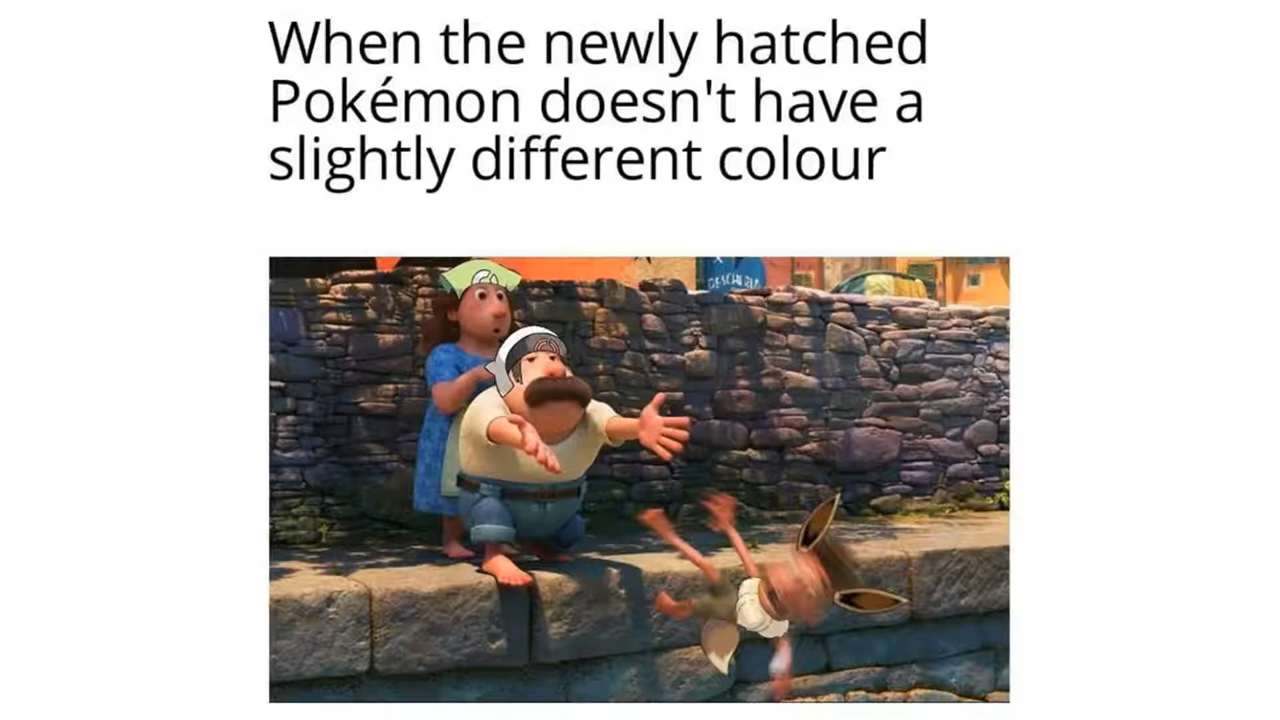 When the newly hatched
Pokémon doesn't have a
slightly different colour